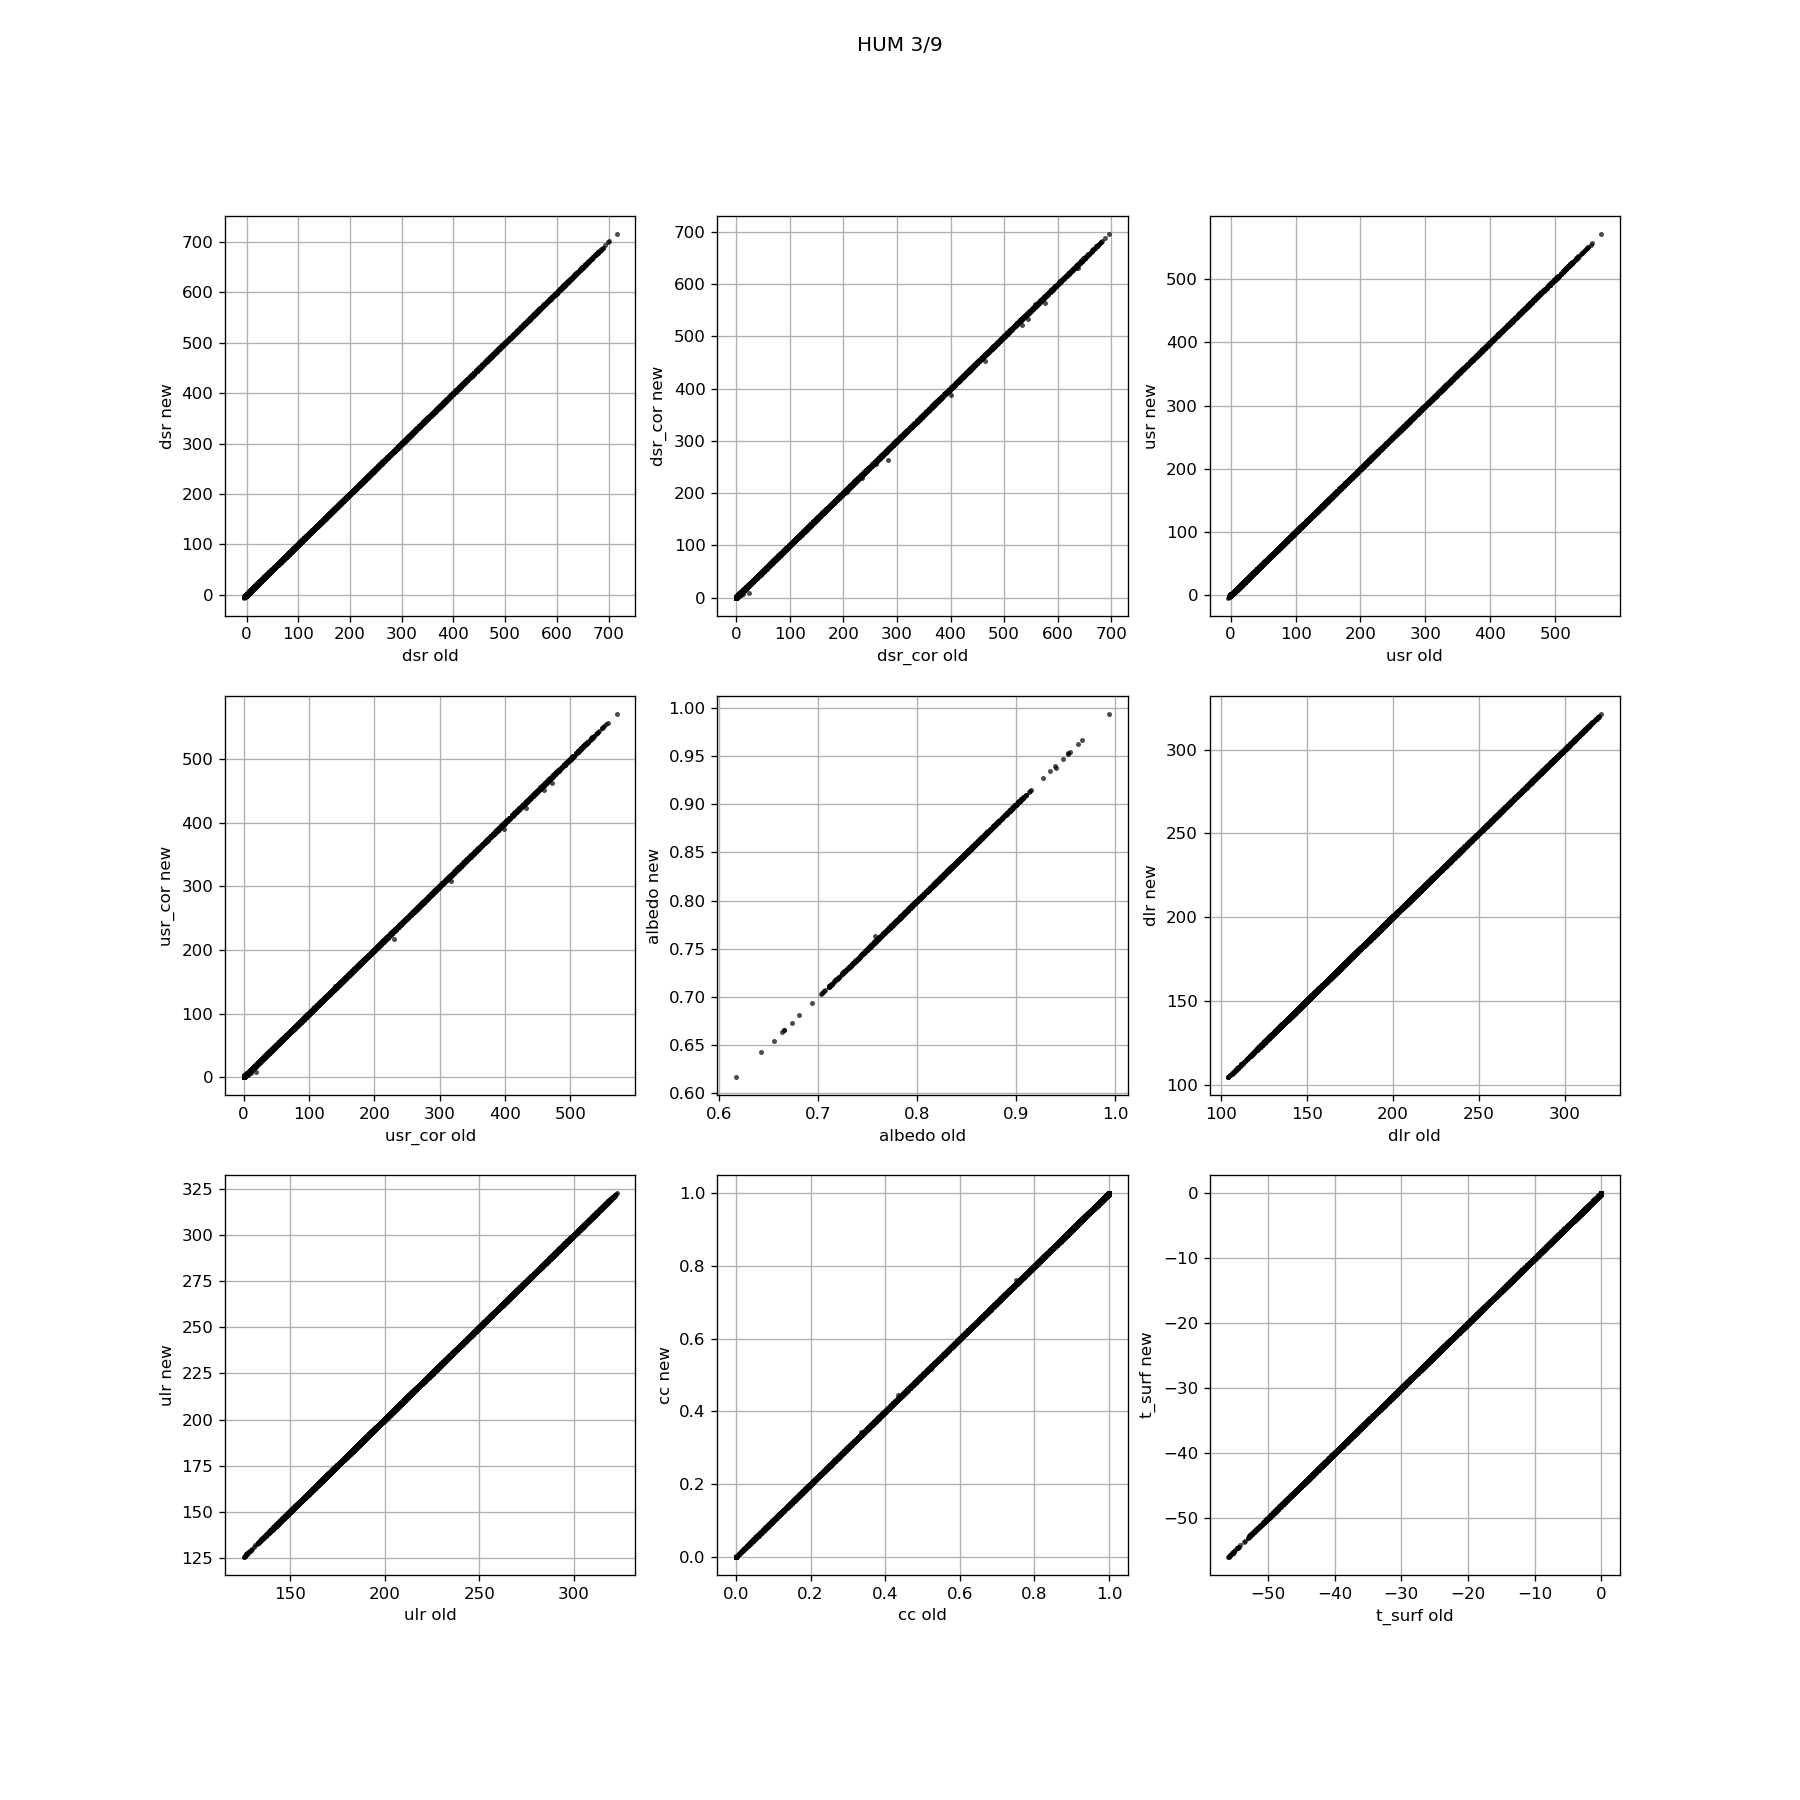 HUM 3/9
700
600
500
400
300
200
100
0
dsr new
0 100 200 300 400 500 600 700
dsr old
700
600
500
400
300
200
100
0
dsr_cor new
0 100 200 300 400 500 600 700
dsr_cor old
500
400
300
200
100
0
usr new
0 100 200 300 400 500
usr old
500
400
300
200
100
0
usr_cor new
0 100 200 300 400 500
usr_cor old
1.00
0.95
0.90
0.85
0.80
0.75
0.70
0.65
0.60
albedo new
0.6 0.7 0.8 0.9 1.0
albedo old
300
250
200
150
100
dlr new
100 150 200 250 300
dlr old
325
300
275
250
225
200
175
150
125
ulr new
150 200 250 300
ulr old
1.0
0.8
0.6
0.4
0.2
0.0
cc new
0.0 0.2 0.4 0.6 0.8 1.0
cc old
0
−10
−20
−30
−40
−50
t_surf new
−50 −40 −30 −20 −10 0
t_surf old